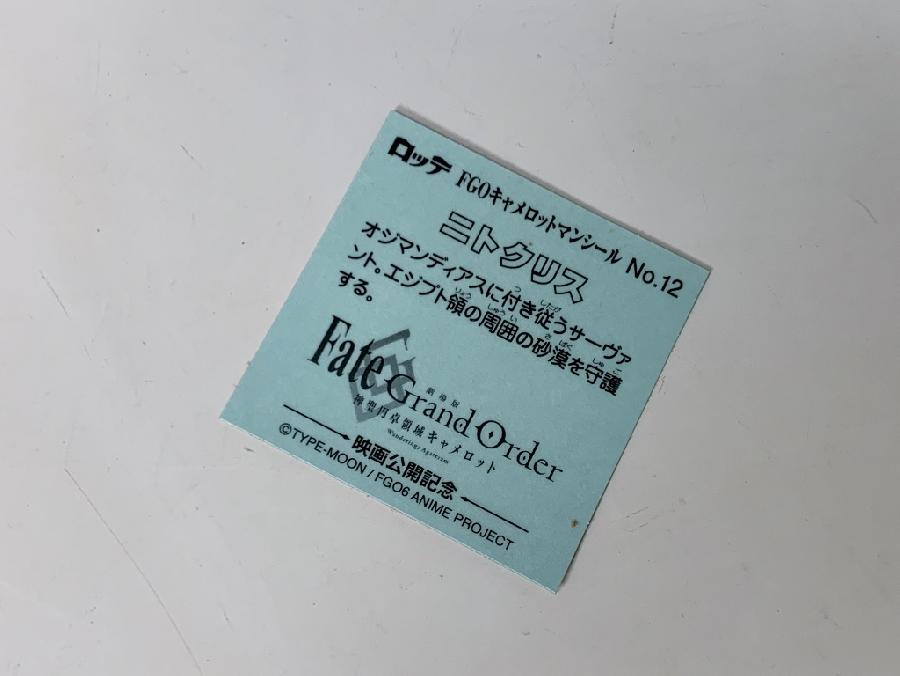 ロッテ FGOキャメロットマンシール No.12
ニトクリス
オジマンディアスに付き従うサーヴァ
ント。エジプト領の周囲の砂漠を守護
する。
劇場版
Fate Grand Order
神聖円卓領域キャメロット
Wandering; Agateram
映画公開記念
©TYPE-MOON / FGO6 ANIME PROJECT